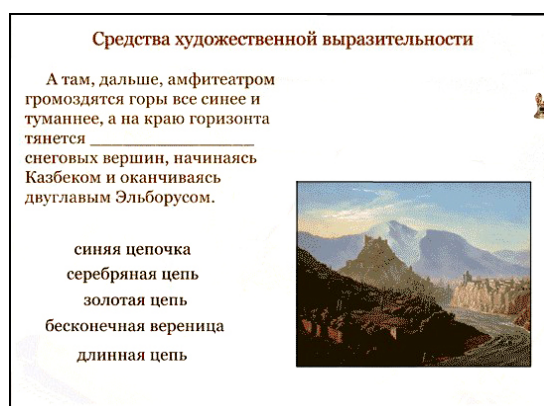 Средства художественной выразительности
А там, дальше, амфитеатром
громоздятся горы все синее и
туманнее, а на краю горизонта
тянется ________________
снеговых вершин, начинаясь
Казбеком и оканчиваясь
двуглавым Эльборусом.
синяя цепочка
серебряная цепь
золотая цепь
бесконечная вереница
длинная цепь